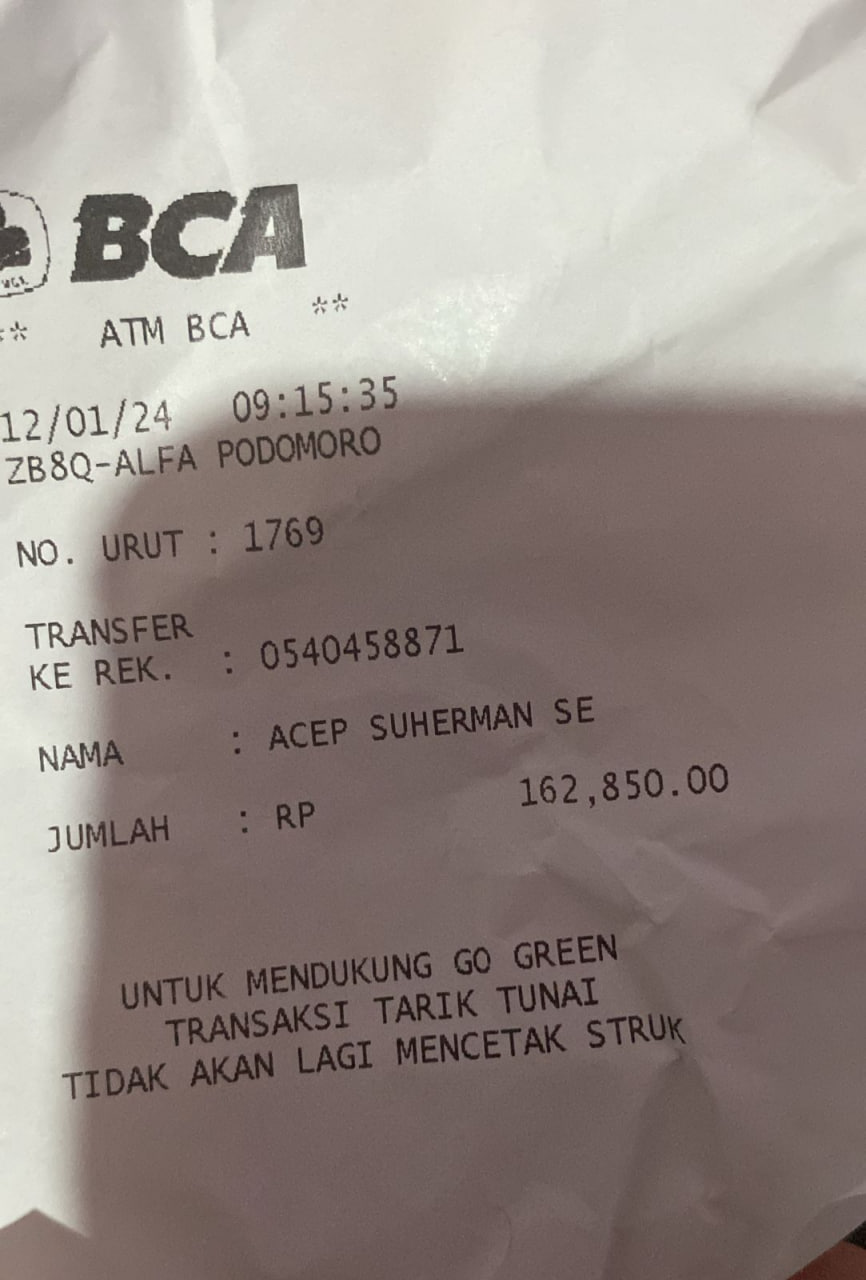 BCA
** ATM BCA **
12/01/24 09:15:35
ZB8Q-ALFA PODOMORO
NO. URUT : 1769
TRANSFER
KE REK. : 0540458871
NAMA : ACEP SUHERMAN SE
JUMLAH : RP 162,850.00
UNTUK MENDUKUNG GO GREEN
TRANSAKSI TARIK TUNAI
TIDAK AKAN LAGI MENCETAK STRUK